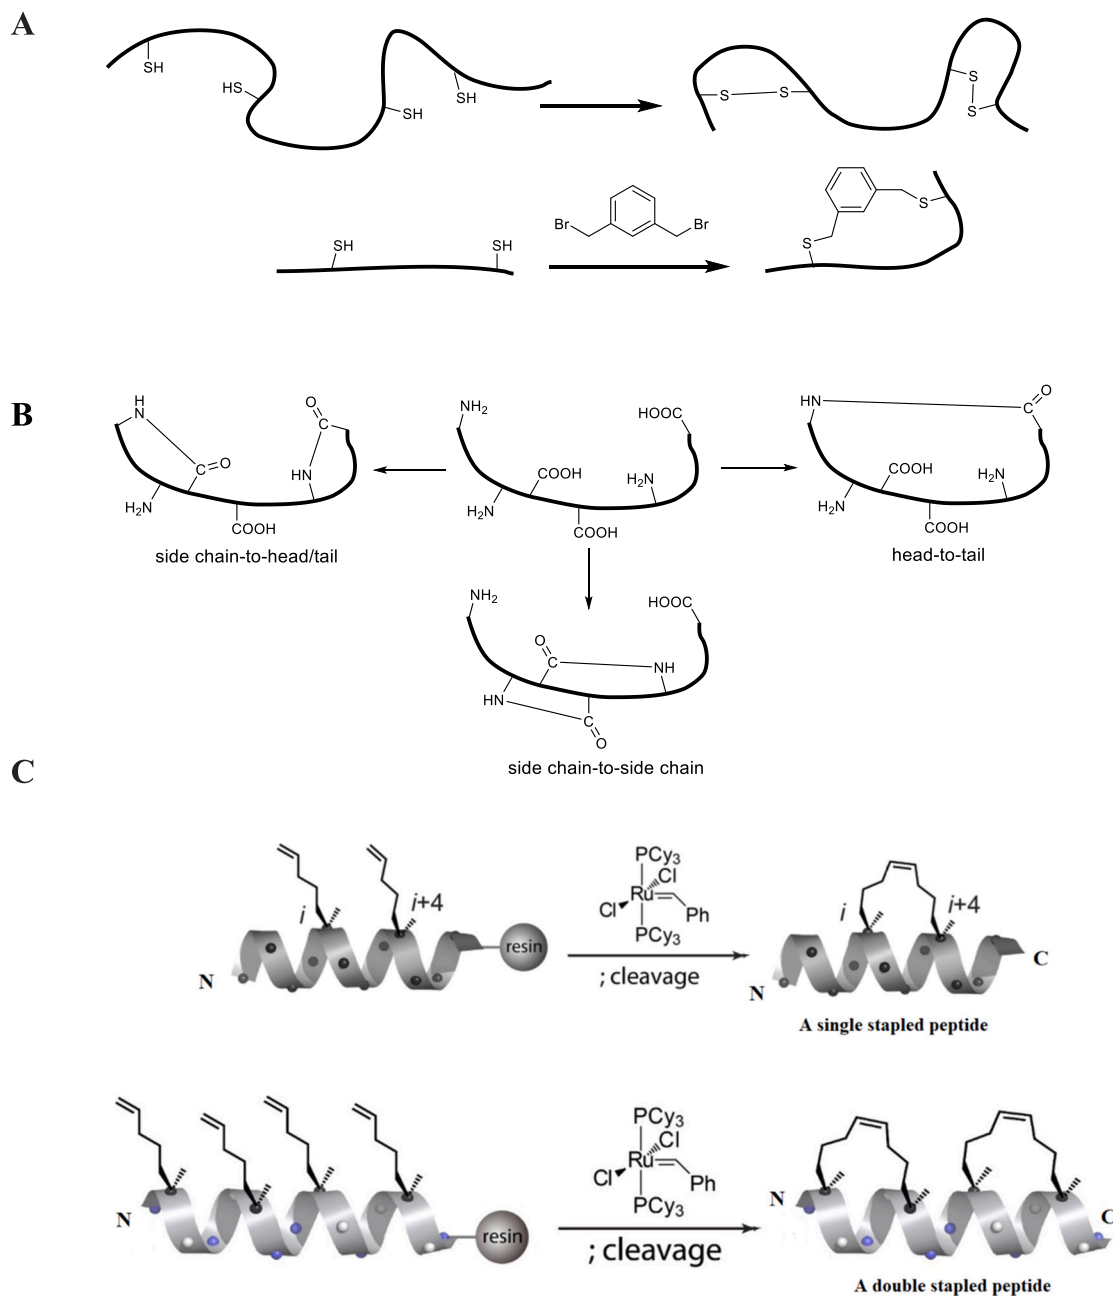 A
SH
HS
SH
SH
S
S
S
S
Br
Br
SH
SH
S
S
B
H
N
O
C
C
O
HN
H₂N
COOH
side chain-to-head/tail
NH₂
HOOC
COOH
H₂N
H₂N
COOH
HN
O
C
COOH
H₂N
H₂N
COOH
head-to-tail
NH₂
HOOC
O
C
NH
HN
C
O
side chain-to-side chain
C
i
i+4
resin
N
PCy₃
Cl
Ru
Cl
Ph
PCy₃
; cleavage
i
i+4
C
N
A single stapled peptide
N
resin
PCy₃
Cl
Ru
Cl
Ph
PCy₃
; cleavage
N
C
A double stapled peptide